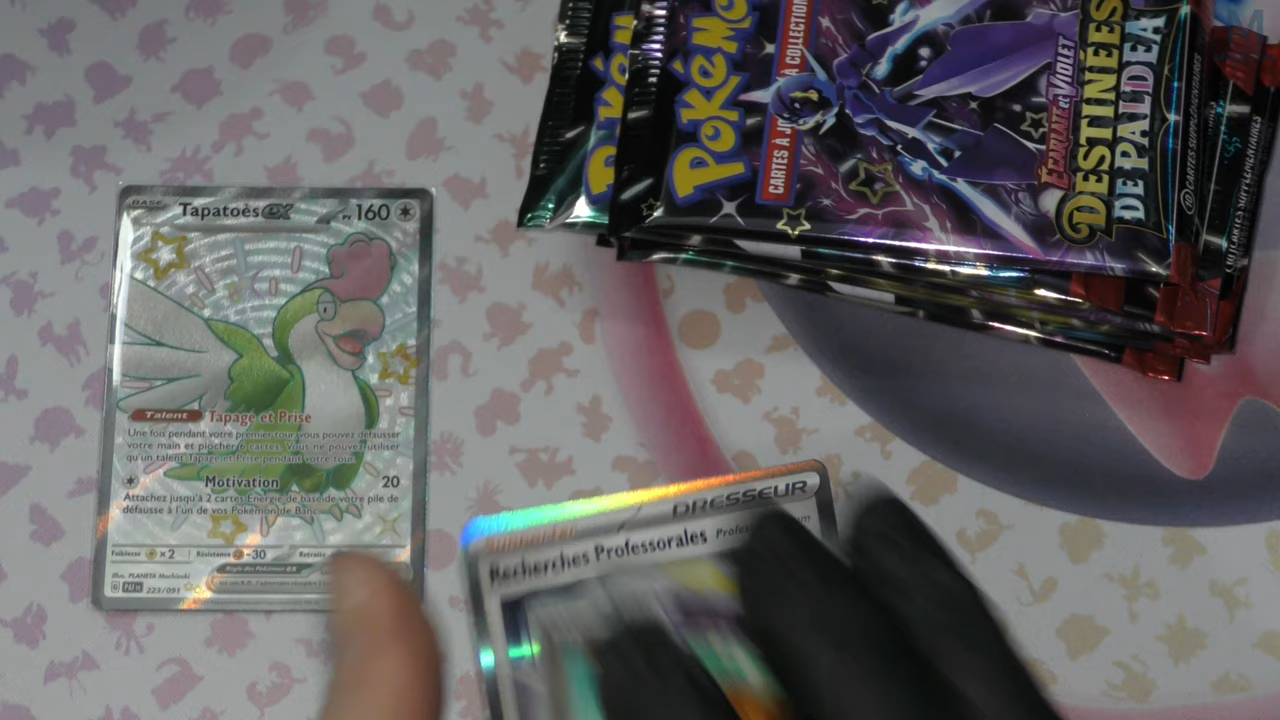 BASE Tapatoès ex PV 160
Talent Tapage et Prise
Une fois pendant votre premier tour, vous pouvez défausser
votre main et piocher 6 cartes. Vous ne pouvez utiliser
qu'un talent Tapage et Prise pendant votre tour.
Motivation 20
Attachez jusqu'à 2 cartes Énergie de base de votre pile de
défausse à l'un de vos Pokémon de Banc.
Faiblesse ×2 Résistance -30 Retraite
Règle des Pokémon ex
Illus. PLANETA Mochizuki
G PAF FR 223/091
DRESSEUR
Recherches Professorales
Pokémon
CARTES À COLLECTION
ÉCARLATE et VIOLET
DESTINÉES
DE PALDEA
10 CARTES SUPPLÉMENTAIRES